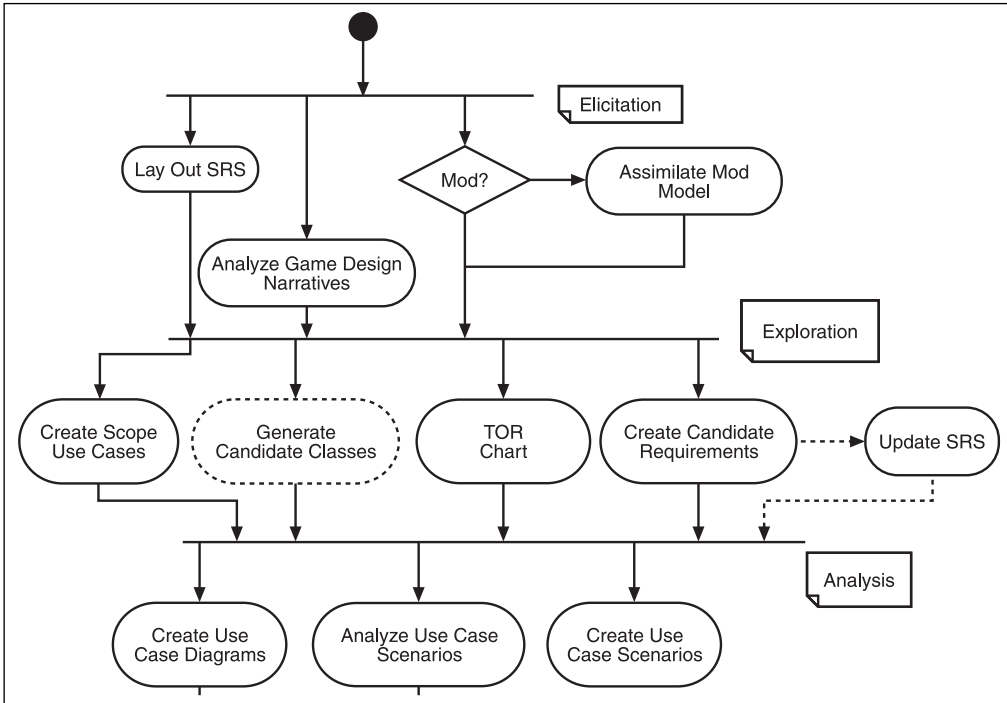 Elicitation
Lay Out SRS
Mod?
Assimilate Mod
Model
Analyze Game Design
Narratives
Exploration
Create Scope
Use Cases
Generate
Candidate Classes
TOR
Chart
Create Candidate
Requirements
Update SRS
Analysis
Create Use
Case Diagrams
Analyze Use Case
Scenarios
Create Use
Case Scenarios